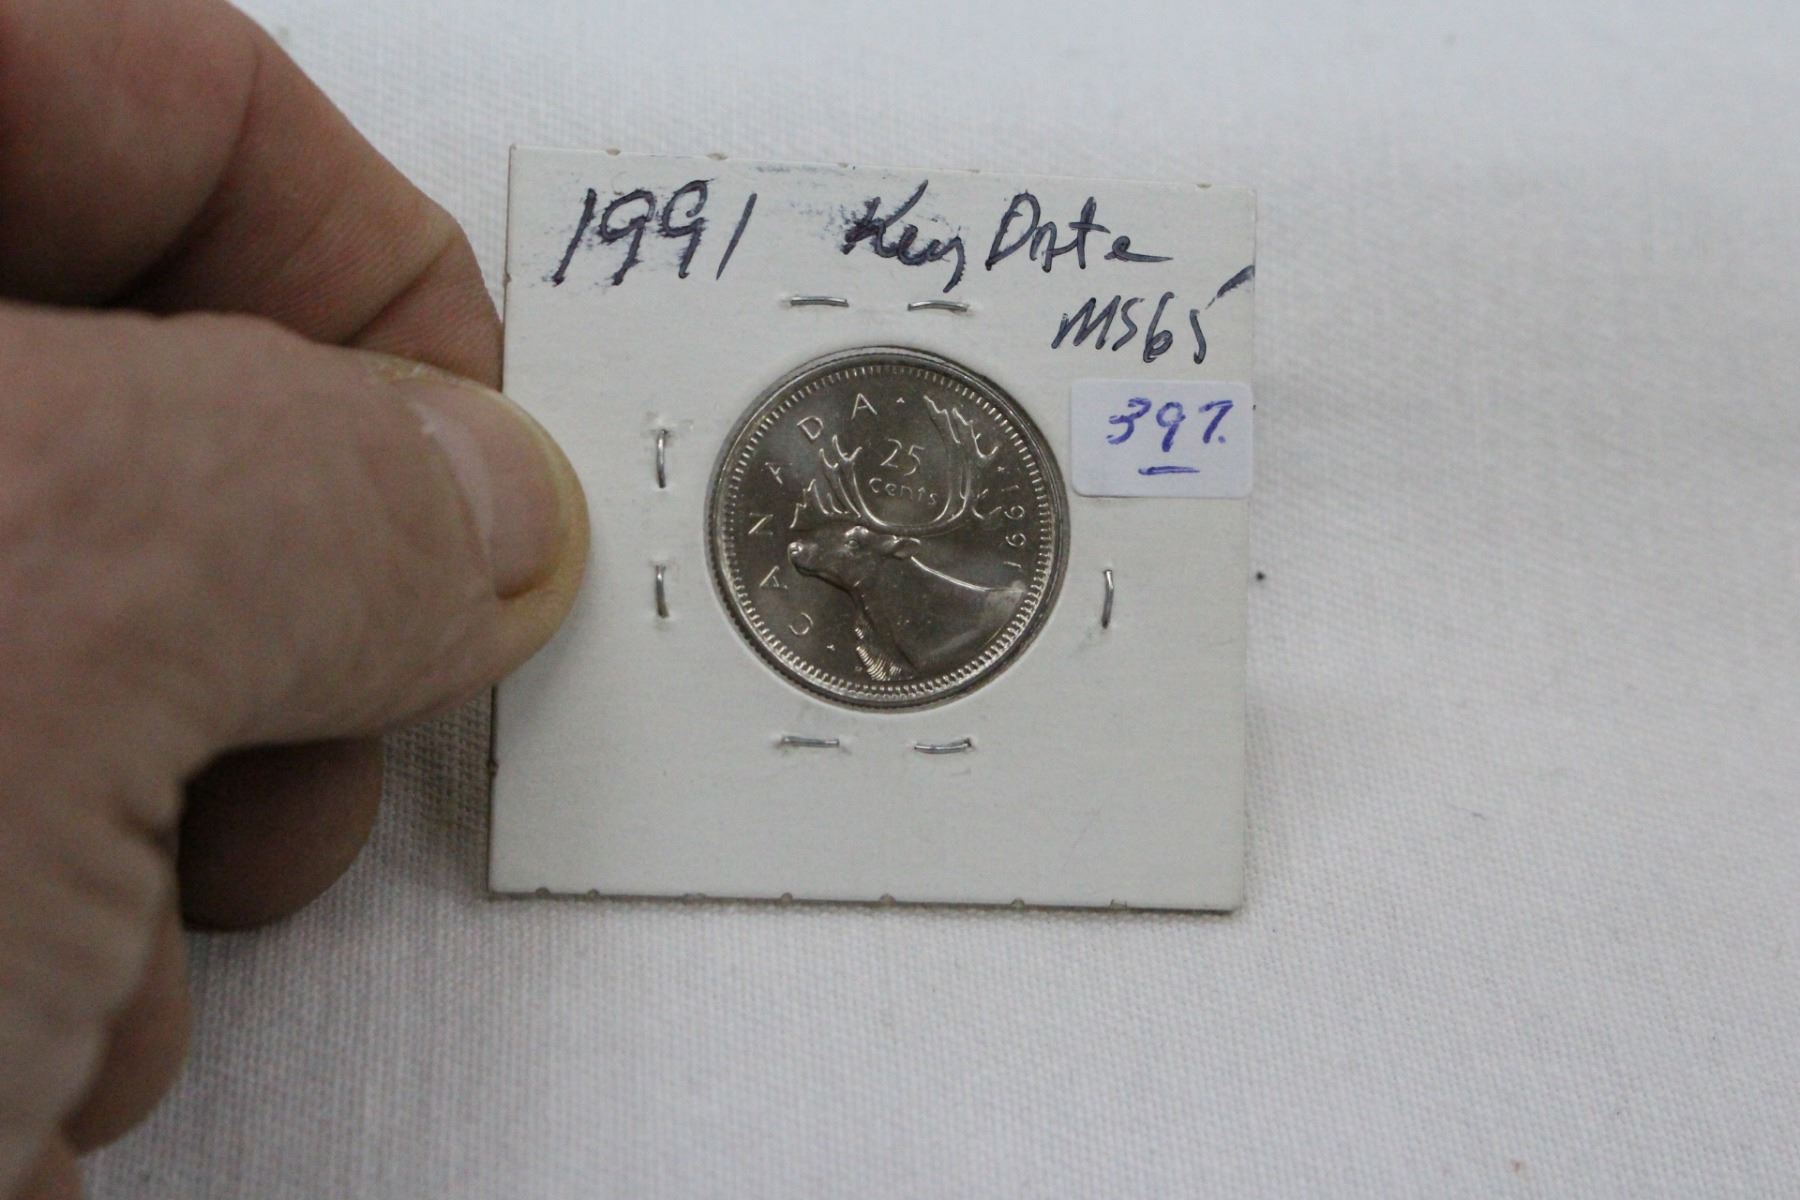 1991 Key Date
MS65
397.
CANADA
25
cents
1991